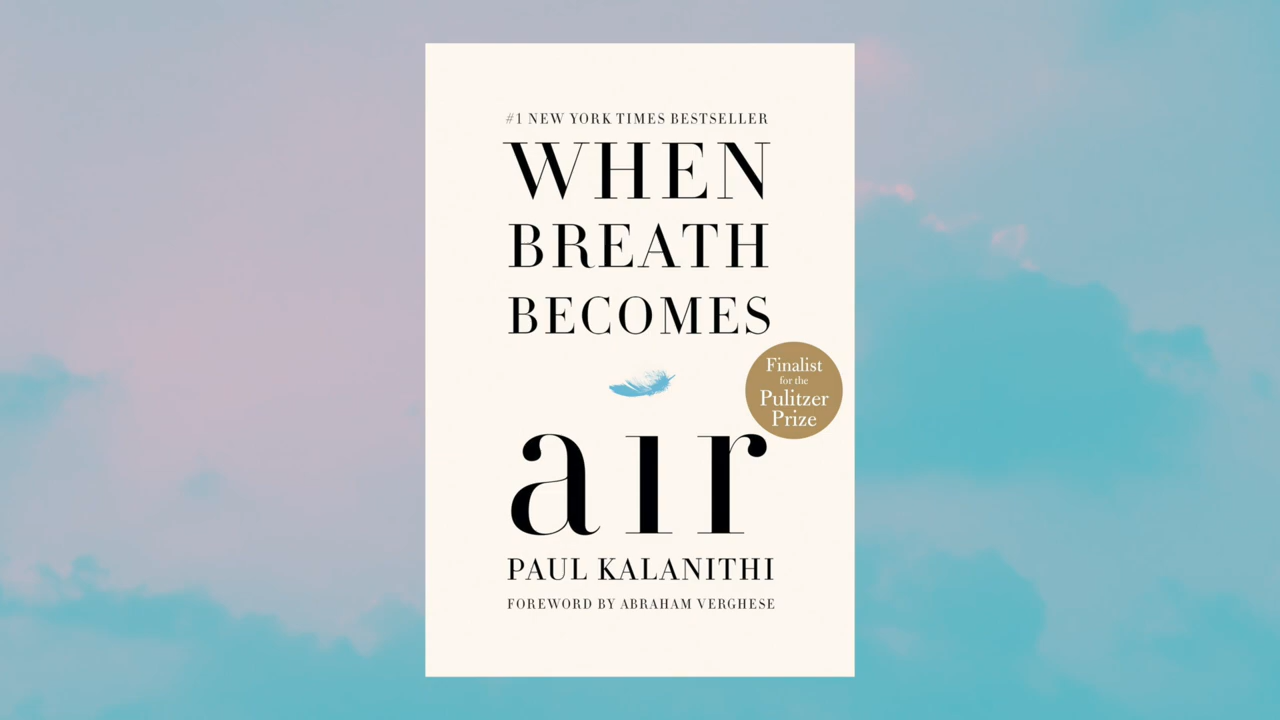 #1 NEW YORK TIMES BESTSELLER
WHEN
BREATH
BECOMES
Finalist
for the
Pulitzer
Prize
aır
PAUL KALANITHI
FOREWORD BY ABRAHAM VERGHESE